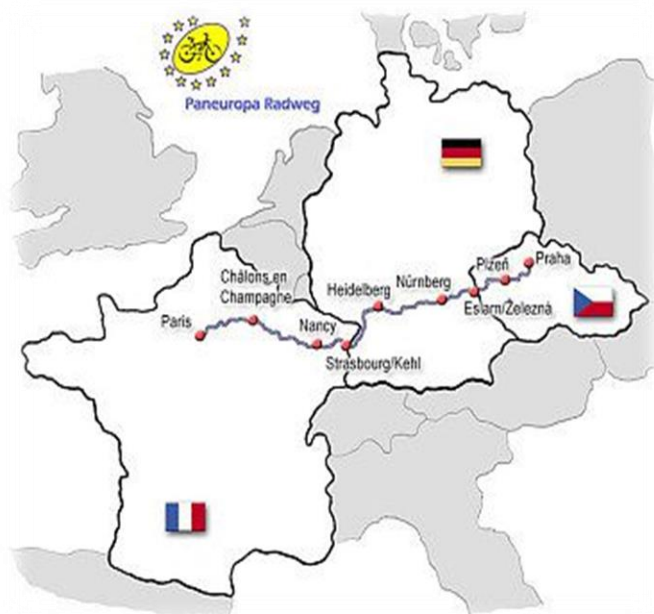 Paneuropa Radweg
Praha
Plzeň
Nürnberg
Heidelberg
Eslarn/Železná
Châlons en
Champagne
Paris
Nancy
Strasbourg/Kehl